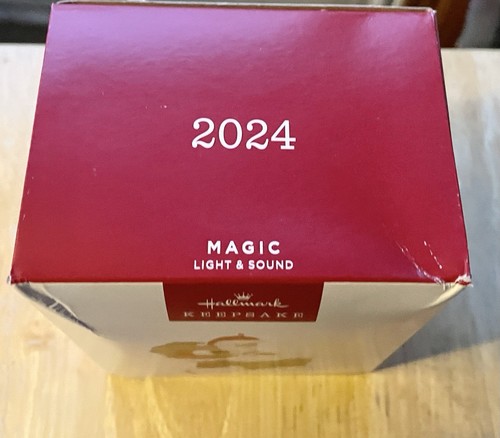 2024
MAGIC
LIGHT & SOUND
Hallmark
KEEPSAKE